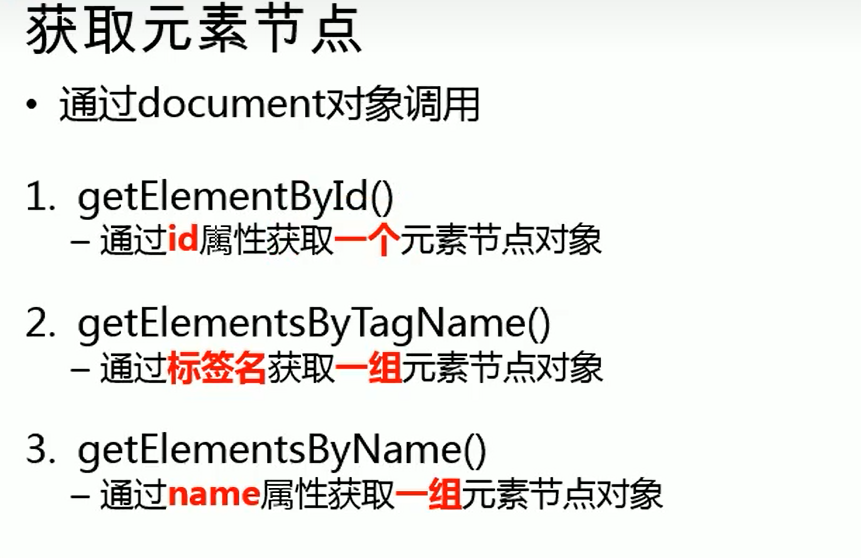 获取元素节点
• 通过document对象调用
1. getElementById()
– 通过id属性获取一个元素节点对象
2. getElementsByTagName()
– 通过标签名获取一组元素节点对象
3. getElementsByName()
– 通过name属性获取一组元素节点对象